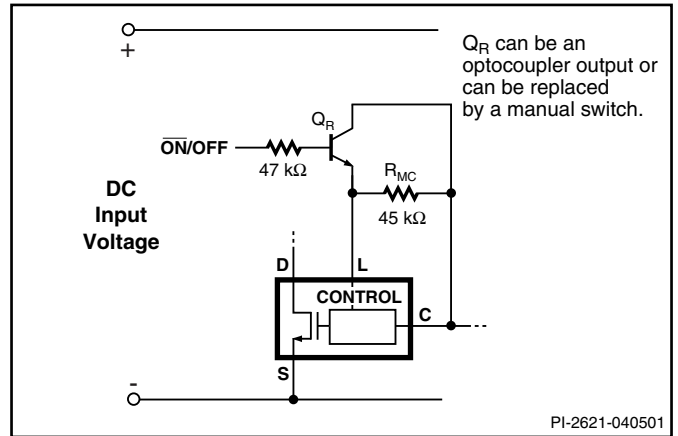 +
Q_R can be an
optocoupler output or
can be replaced
by a manual switch.
Q_R
O̅N̅/OFF
47 kΩ
R_MC
45 kΩ
DC
Input
Voltage
D
L
CONTROL
C
S
-
PI-2621-040501